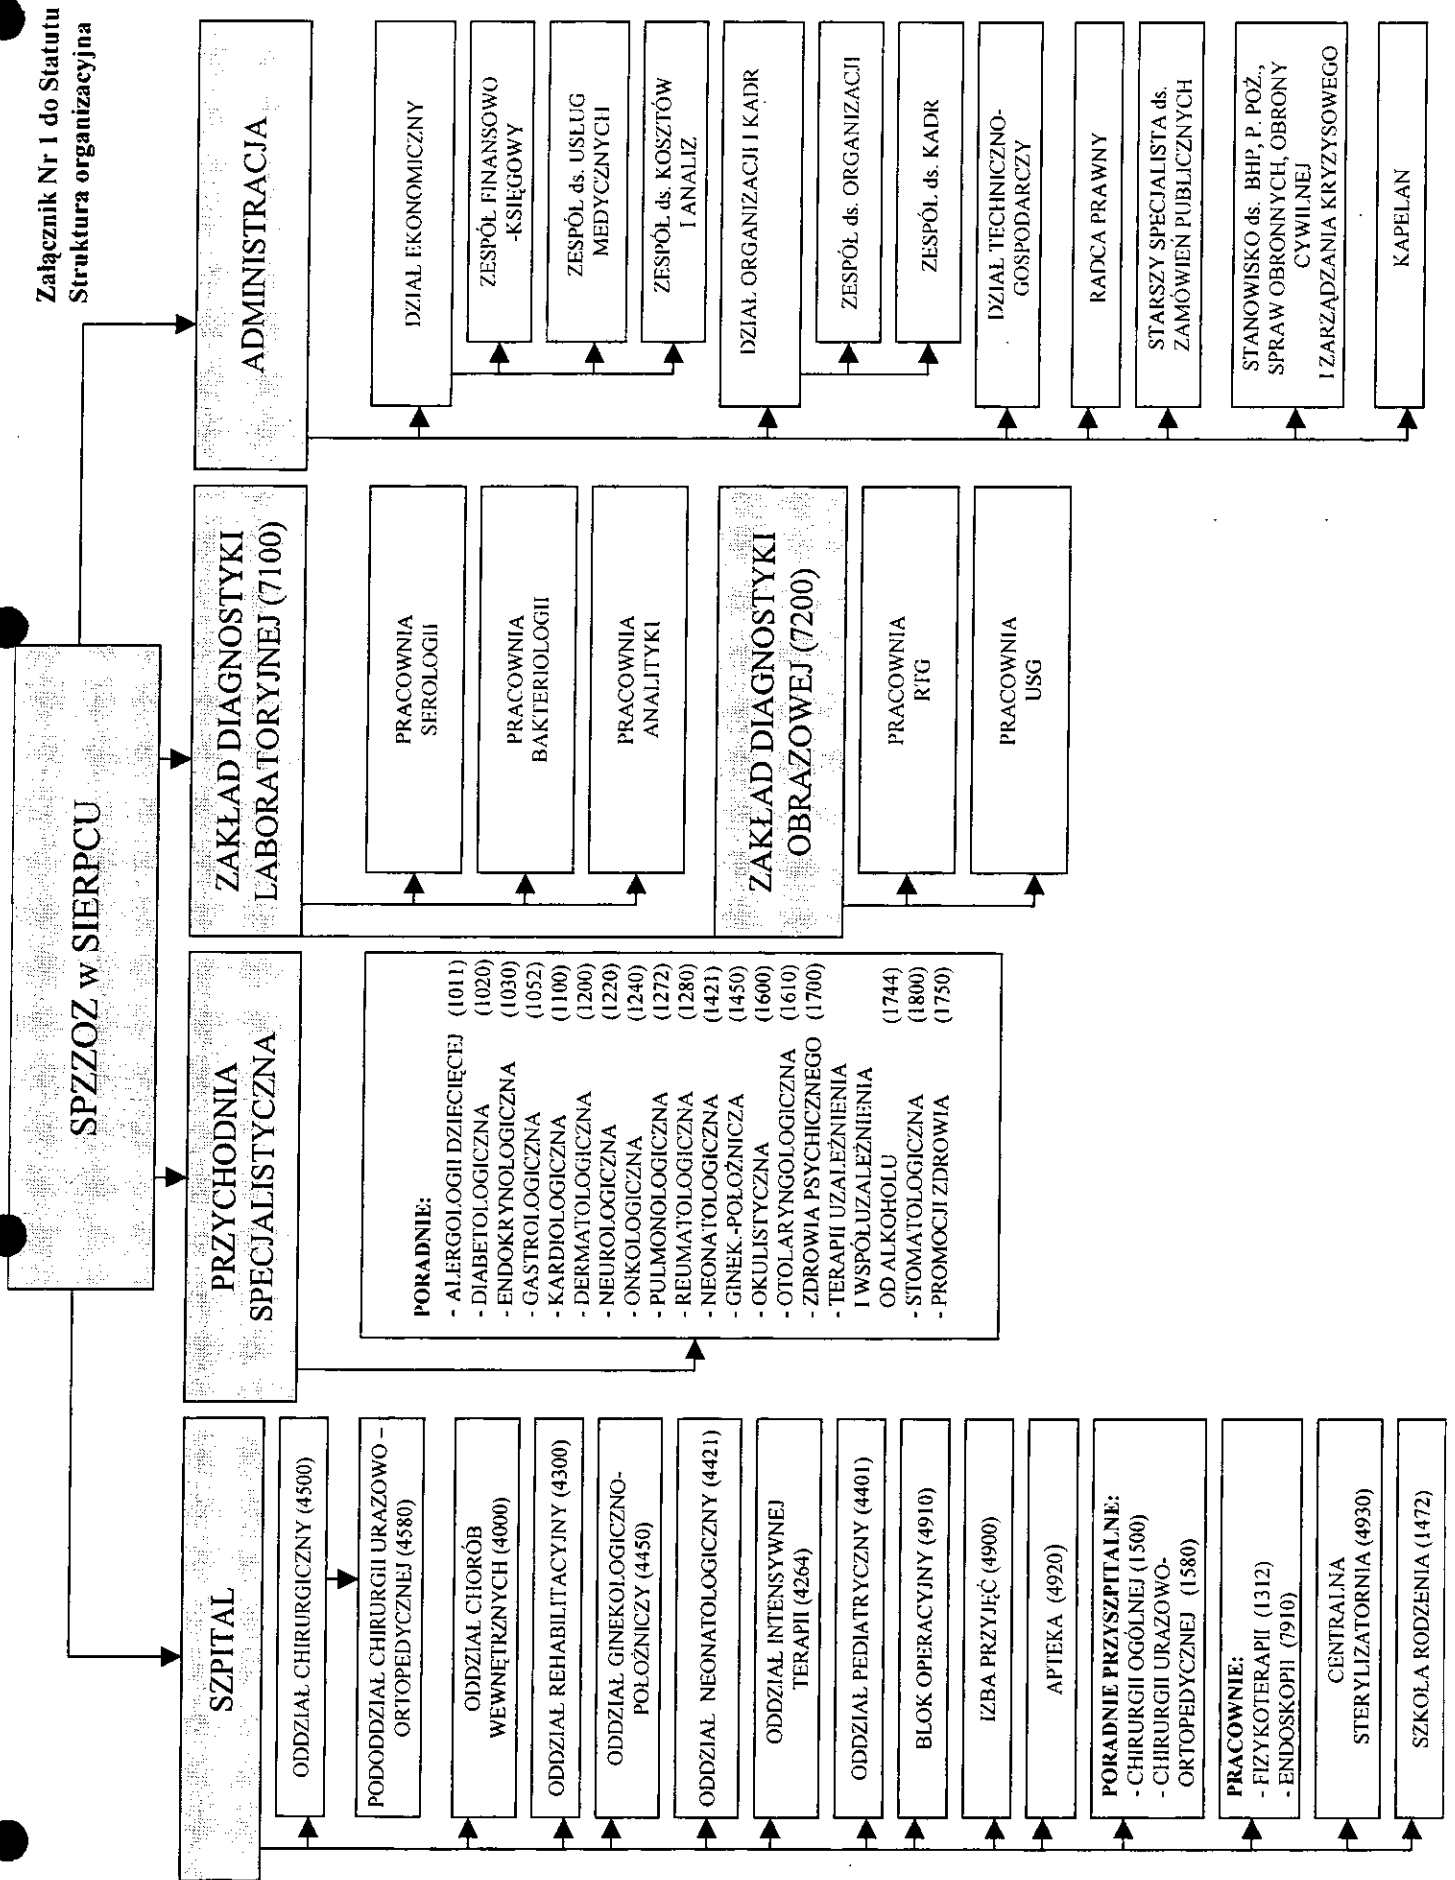 Załącznik Nr 1 do Statutu
Struktura organizacyjna
SPZZOZ w SIERPCU
SZPITAL
ODDZIAŁ CHIRURGICZNY (4500)
PODODDZIAŁ CHIRURGII URAZOWO –
ORTOPEDYCZNEJ (4580)
ODDZIAŁ CHORÓB
WEWNĘTRZNYCH (4000)
ODDZIAŁ REHABILITACYJNY (4300)
ODDZIAŁ GINEKOLOGICZNO-
POŁOŻNICZY (4450)
ODDZIAŁ NEONATOLOGICZNY (4421)
ODDZIAŁ INTENSYWNEJ
TERAPII (4264)
ODDZIAŁ PEDIATRYCZNY (4401)
BLOK OPERACYJNY (4910)
IZBA PRZYJĘĆ (4900)
APTEKA (4920)
PORADNIE PRZYSZPITALNE:
- CHIRURGII OGÓLNEJ (1500)
- CHIRURGII URAZOWO-
ORTOPEDYCZNEJ (1580)
PRACOWNIE:
- FIZYKOTERAPII (1312)
- ENDOSKOPII (7910)
CENTRALNA
STERYLIZATORNIA (4930)
SZKOŁA RODZENIA (1472)
PRZYCHODNIA
SPECJALISTYCZNA
PORADNIE:
- ALERGOLOGII DZIECIĘCEJ (1011)
- DIABETOLOGICZNA (1020)
- ENDOKRYNOLOGICZNA (1030)
- GASTROLOGICZNA (1052)
- KARDIOLOGICZNA (1100)
- DERMATOLOGICZNA (1200)
- NEUROLOGICZNA (1220)
- ONKOLOGICZNA (1240)
- PULMONOLOGICZNA (1272)
- REUMATOLOGICZNA (1280)
- NEONATOLOGICZNA (1421)
- GINEK.-POŁOŻNICZA (1450)
- OKULISTYCZNA (1600)
- OTOLARYNGOLOGICZNA (1610)
- ZDROWIA PSYCHICZNEGO (1700)
- TERAPII UZALEŻNIENIA
I WSPÓŁUZALEŻNIENIA
OD ALKOHOLU (1744)
- STOMATOLOGICZNA (1800)
- PROMOCJI ZDROWIA (1750)
ZAKŁAD DIAGNOSTYKI
LABORATORYJNEJ (7100)
PRACOWNIA
SEROLOGII
PRACOWNIA
BAKTERIOLOGII
PRACOWNIA
ANALITYKI
ZAKŁAD DIAGNOSTYKI
OBRAZOWEJ (7200)
PRACOWNIA
RTG
PRACOWNIA
USG
ADMINISTRACJA
DZIAŁ EKONOMICZNY
ZESPÓŁ FINANSOWO
-KSIĘGOWY
ZESPÓŁ ds. USŁUG
MEDYCZNYCH
ZESPÓŁ ds. KOSZTÓW
I ANALIZ
DZIAŁ ORGANIZACJI I KADR
ZESPÓŁ ds. ORGANIZACJI
ZESPÓŁ ds. KADR
DZIAŁ TECHNICZNO-
GOSPODARCZY
RADCA PRAWNY
STARSZY SPECJALISTA ds.
ZAMÓWIEŃ PUBLICZNYCH
STANOWISKO ds. BHP, P. POŻ.,
SPRAW OBRONNYCH, OBRONY
CYWILNEJ
I ZARZĄDZANIA KRYZYSOWEGO
KAPELAN